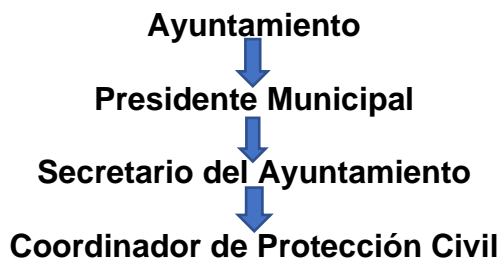 Ayuntamiento
Presidente Municipal
Secretario del Ayuntamiento
Coordinador de Protección Civil